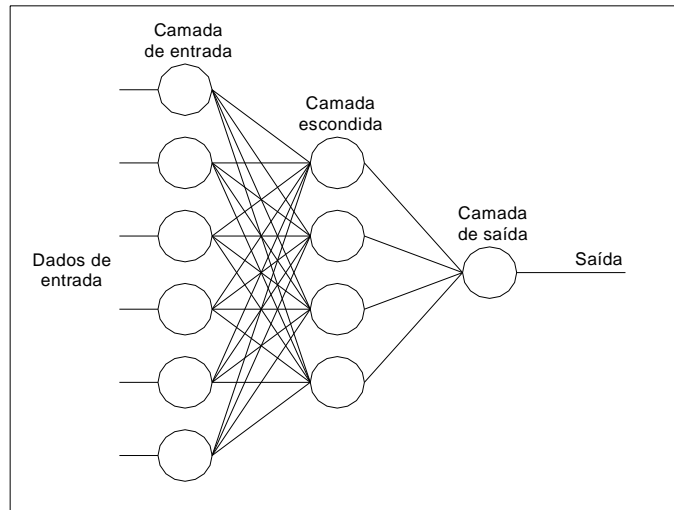 Camada
de entrada
Camada
escondida
Camada
de saída
Dados de
entrada
Saída